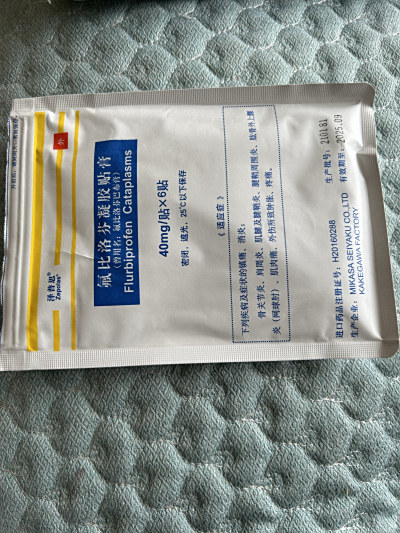 泽普思®
Zepolas®
外
氟比洛芬凝胶贴膏
(曾用名：氟比洛芬巴布膏)
Flurbiprofen Cataplasms
40mg/贴×6贴
密闭，遮光，25℃以下保存
《 适应症 》
下列疾病及症状的镇痛、消炎：
骨关节炎、肩周炎、肌腱及腱鞘炎、腱鞘周围炎、肱骨外上髁
炎（网球肘）、肌肉痛、外伤所致肿胀、疼痛。
生产批号： 210181
有效期至： 2025.09
进口药品注册证号：H20160288
生产企业：MIKASA SEIYAKU CO.,LTD
KAKEGAWA FACTORY